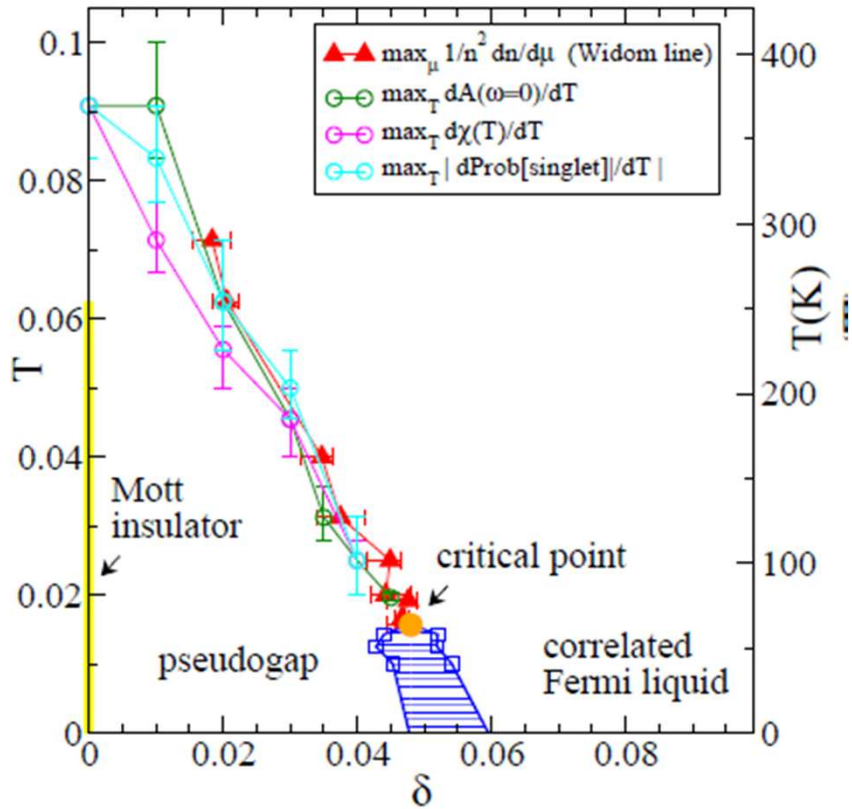 0.1
0.08
0.06
0.04
0.02
0
T
400
300
200
100
0
T(K)
max_μ 1/n² dn/dμ (Widom line)
max_T dA(ω=0)/dT
max_T dχ(T)/dT
max_T | dProb[singlet]|/dT |
Mott
insulator
critical point
pseudogap
correlated
Fermi liquid
0 0.02 0.04 0.06 0.08
δ